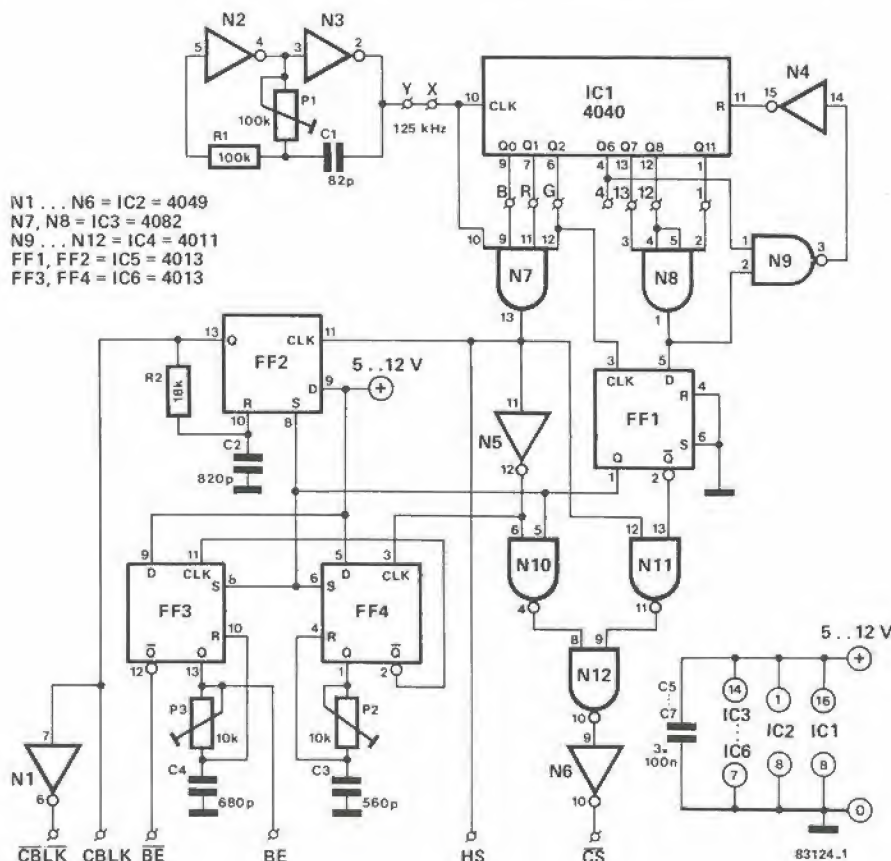 N2 N3
5 4 3 2
P1
100k
R1
100k
C1
82p
Y X
125 kHz
IC1
4040
10 CLK
R 11
15 N4 14
Q0 Q1 Q2 Q6 Q7 Q8 Q11
9 7 6 4 13 12 1
B R G 4 13 12 1
N1 ... N6 = IC2 = 4049
N7, N8 = IC3 = 4082
N9 ... N12 = IC4 = 4011
FF1, FF2 = IC5 = 4013
FF3, FF4 = IC6 = 4013
10 9 11 12
N7
13
3 4 5 2
N8
1
1
2
N9
3
13 Q CLK 11
FF2
D 9
R S
10 8
5 . . 12 V
+
R2
18k
C2
820p
11
N5
12
3 5
CLK D
R 4
FF1
S 6
Q Q̅
1 2
9 11
D CLK
FF3
S 8
R 10
Q̅ Q
12 13
5 3
D CLK
6 S
FF4
4 R
Q Q̅
1 2
6 5
N10
4
12 13
N11
11
8 9
N12
10
9
N6
10
P3
10k
C4
680p
P2
10k
C3
560p
7
N1
6
5 . . 12 V
+
C5
C7
3x
100n
14
IC3
IC6
7
1
IC2
8
16
IC1
8
0
C̅B̅L̅K̅ CBLK B̅E̅ BE HS C̅S̅
83124_1